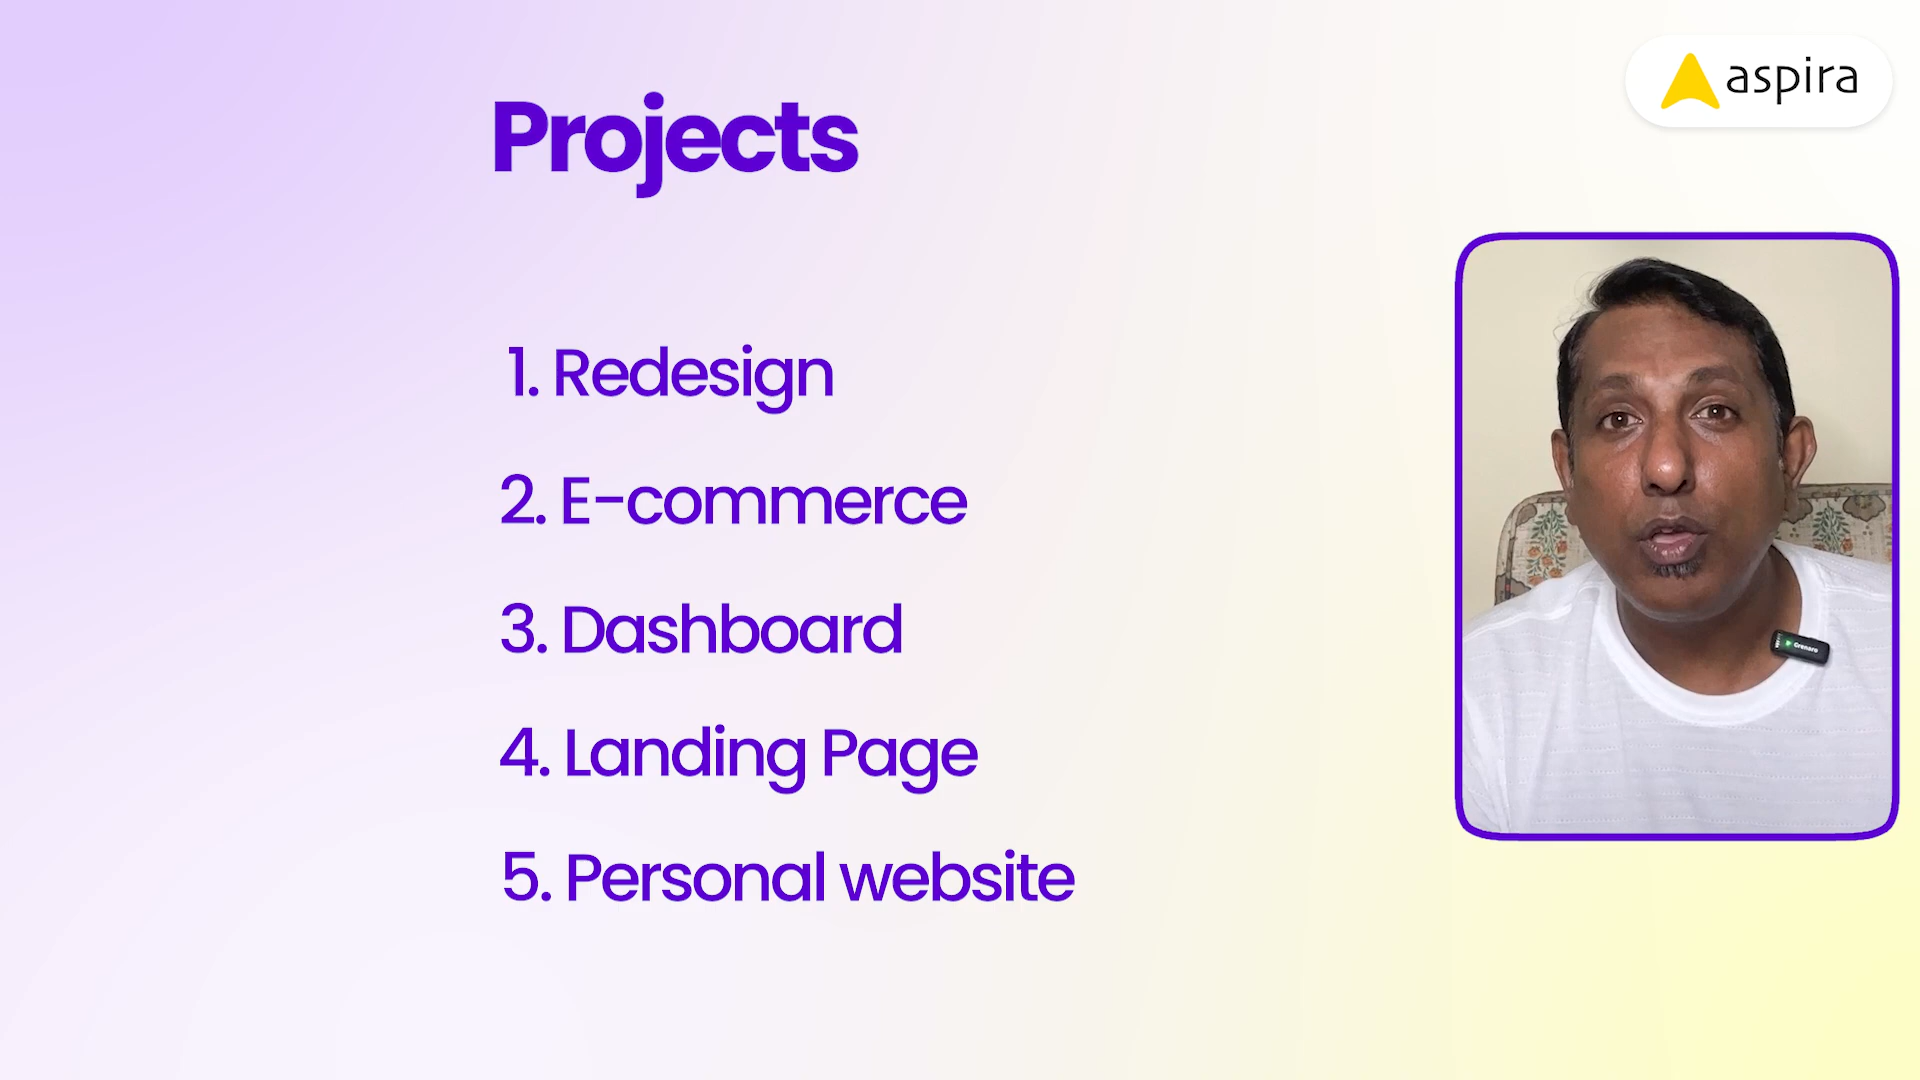 aspira
Projects
1. Redesign
2. E-commerce
3. Dashboard
4. Landing Page
5. Personal website